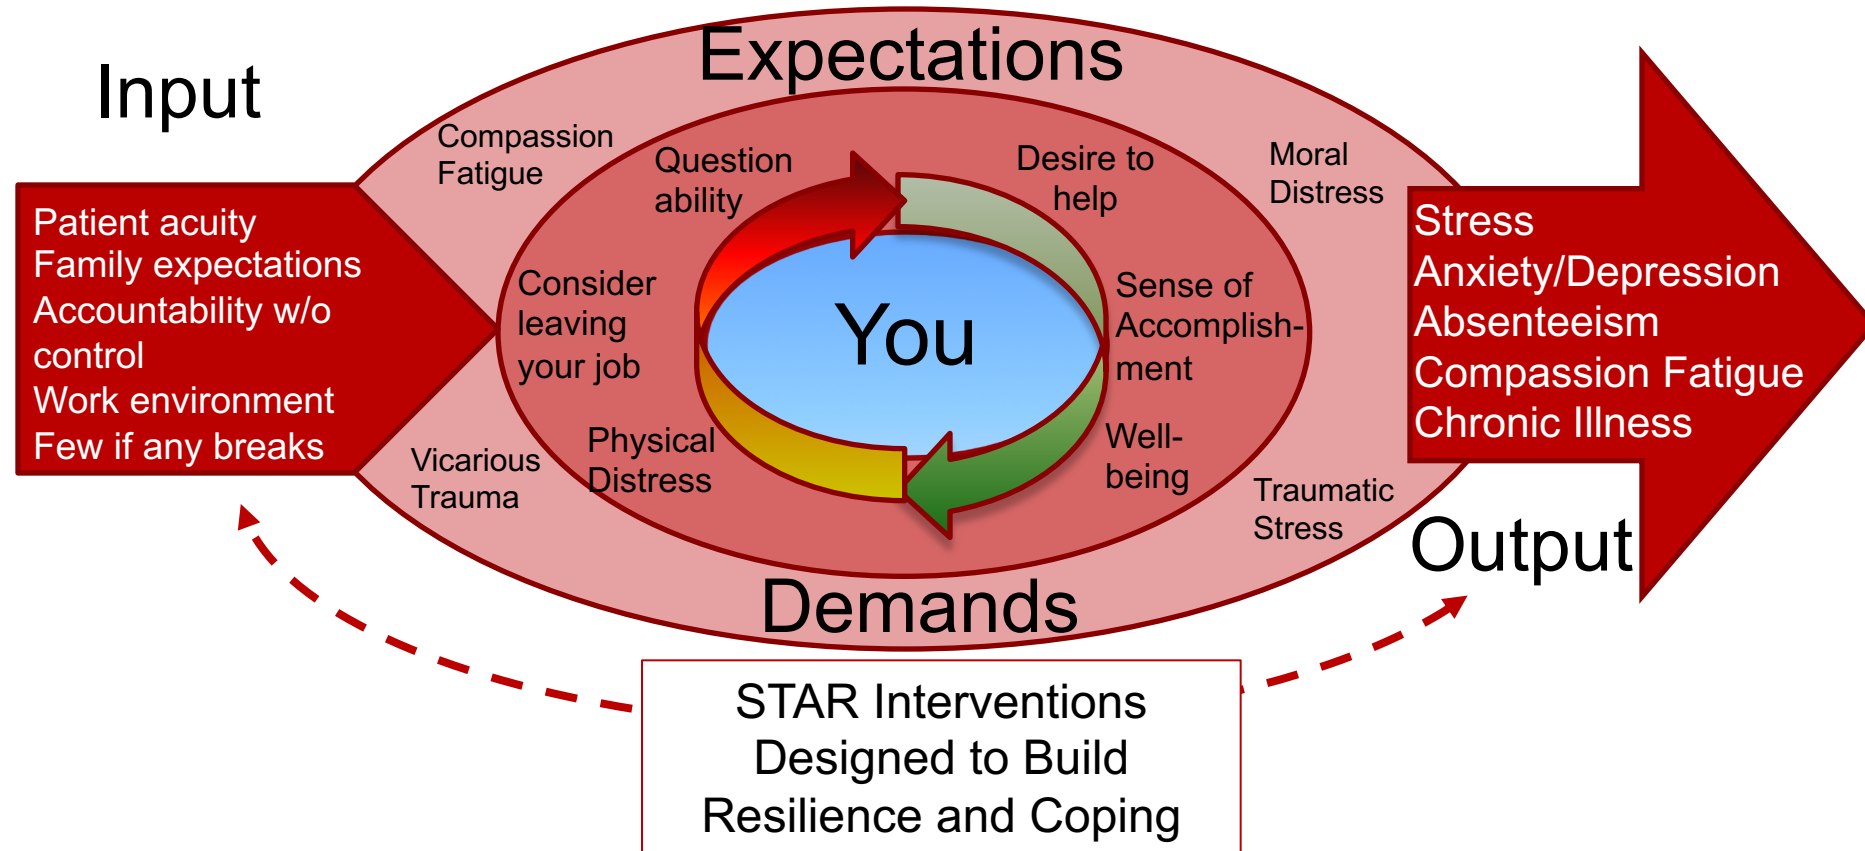 Input
Expectations
Patient acuity
Family expectations
Accountability w/o
control
Work environment
Few if any breaks
Compassion
Fatigue
Question
ability
Desire to
help
Moral
Distress
Consider
leaving
your job
You
Sense of
Accomplish-
ment
Physical
Distress
Well-
being
Vicarious
Trauma
Traumatic
Stress
Demands
Stress
Anxiety/Depression
Absenteeism
Compassion Fatigue
Chronic Illness
Output
STAR Interventions
Designed to Build
Resilience and Coping